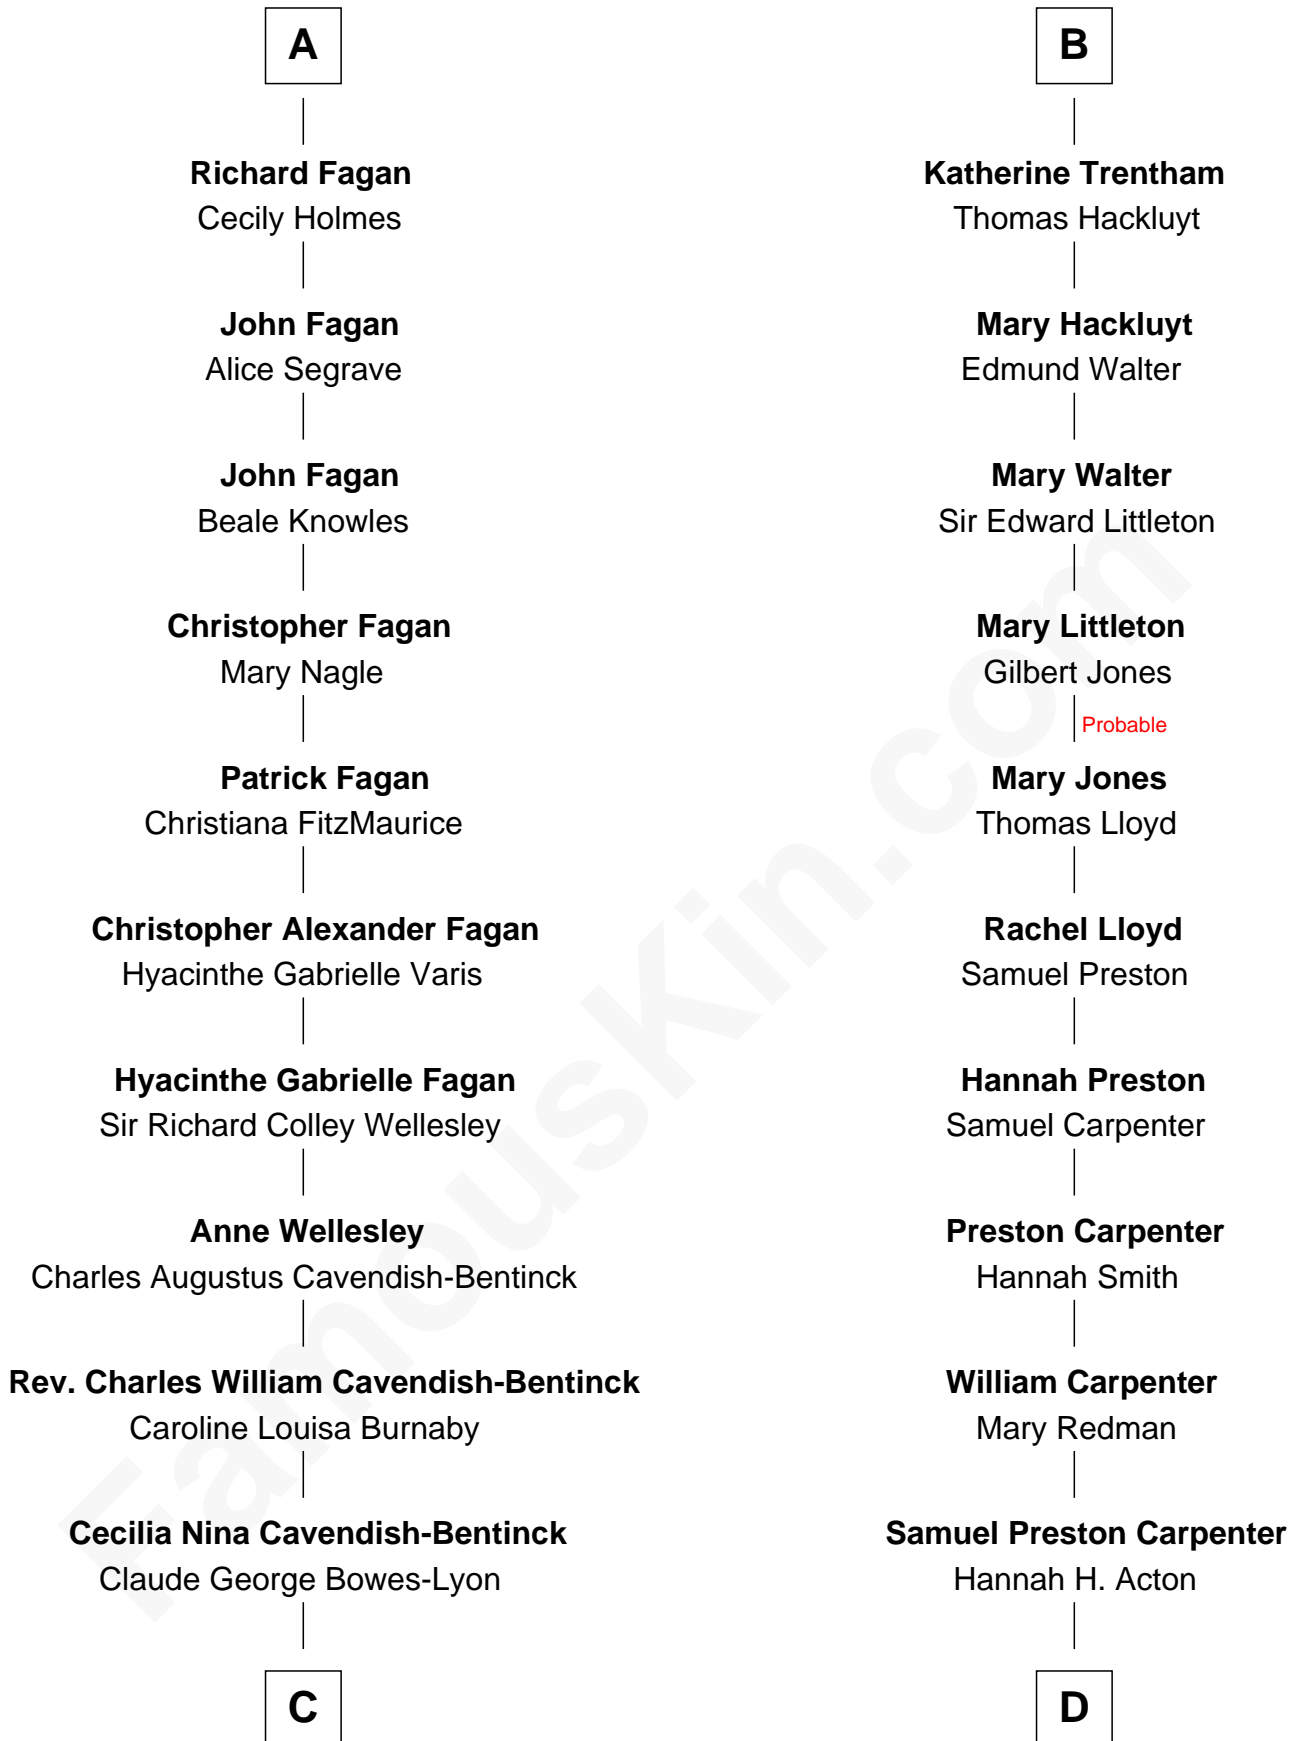 A
Richard Fagan
Cecily Holmes
John Fagan
Alice Segrave
John Fagan
Beale Knowles
Christopher Fagan
Mary Nagle
Patrick Fagan
Christiana FitzMaurice
Christopher Alexander Fagan
Hyacinthe Gabrielle Varis
Hyacinthe Gabrielle Fagan
Sir Richard Colley Wellesley
Anne Wellesley
Charles Augustus Cavendish-Bentinck
Rev. Charles William Cavendish-Bentinck
Caroline Louisa Burnaby
Cecilia Nina Cavendish-Bentinck
Claude George Bowes-Lyon
C
B
Katherine Trentham
Thomas Hackluyt
Mary Hackluyt
Edmund Walter
Mary Walter
Sir Edward Littleton
Mary Littleton
Gilbert Jones
Probable
Mary Jones
Thomas Lloyd
Rachel Lloyd
Samuel Preston
Hannah Preston
Samuel Carpenter
Preston Carpenter
Hannah Smith
William Carpenter
Mary Redman
Samuel Preston Carpenter
Hannah H. Acton
D
FamousKin.com